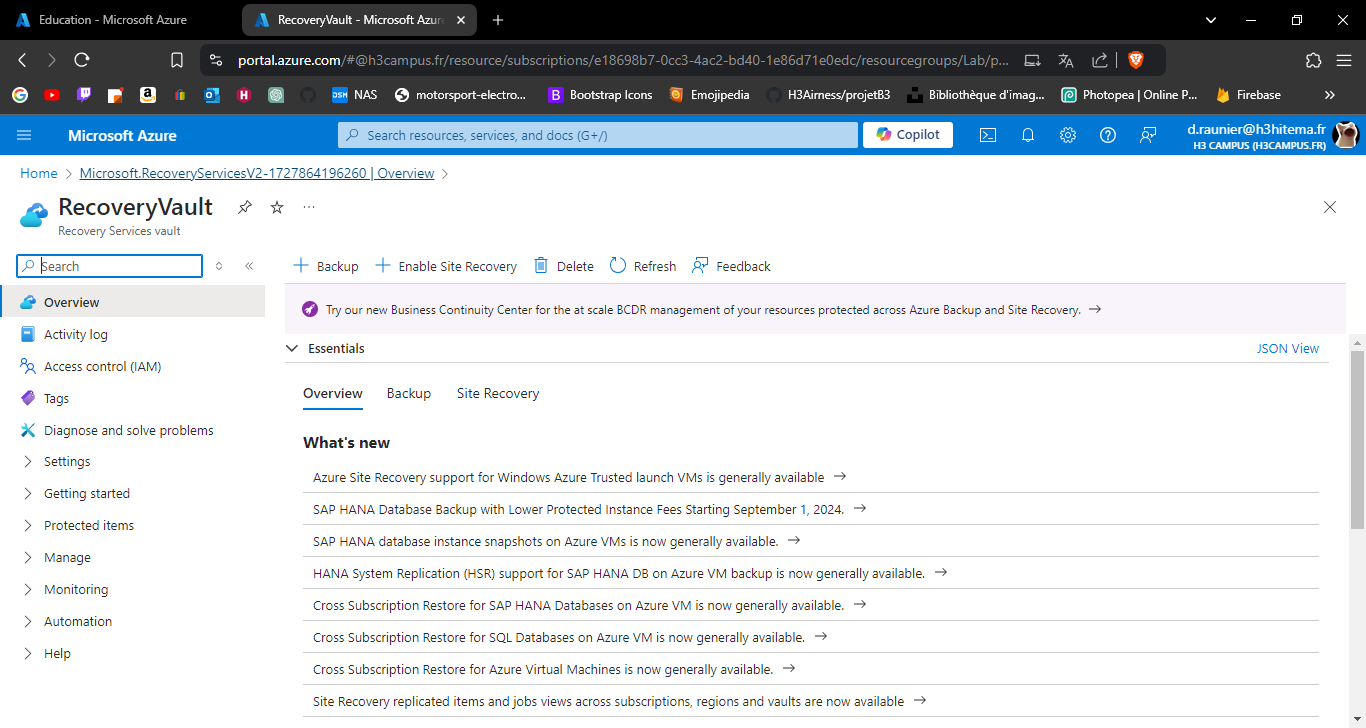 Education - Microsoft Azure
RecoveryVault - Microsoft Azur
portal.azure.com/#@h3campus.fr/resource/subscriptions/e18698b7-0cc3-4ac2-bd40-1e86d71e0edc/resourcegroups/Lab/p...
NAS
motorsport-electro...
Bootstrap Icons
Emojipedia
H3Airness/projetB3
Bibliothèque d'imag...
Photopea | Online P...
Firebase
Microsoft Azure
Search resources, services, and docs (G+/)
Copilot
d.raunier@h3hitema.fr
H3 CAMPUS (H3CAMPUS.FR)
Home > Microsoft.RecoveryServicesV2-1727864196260 | Overview >
RecoveryVault
Recovery Services vault
Search
Backup
Enable Site Recovery
Delete
Refresh
Feedback
Overview
Activity log
Access control (IAM)
Tags
Diagnose and solve problems
Settings
Getting started
Protected items
Manage
Monitoring
Automation
Help
Try our new Business Continuity Center for the at scale BCDR management of your resources protected across Azure Backup and Site Recovery. →
Essentials
JSON View
Overview
Backup
Site Recovery
What's new
Azure Site Recovery support for Windows Azure Trusted launch VMs is generally available →
SAP HANA Database Backup with Lower Protected Instance Fees Starting September 1, 2024. →
SAP HANA database instance snapshots on Azure VMs is now generally available. →
HANA System Replication (HSR) support for SAP HANA DB on Azure VM backup is now generally available. →
Cross Subscription Restore for SAP HANA Databases on Azure VM is now generally available. →
Cross Subscription Restore for SQL Databases on Azure VM is now generally available. →
Cross Subscription Restore for Azure Virtual Machines is now generally available. →
Site Recovery replicated items and jobs views across subscriptions, regions and vaults are now available →